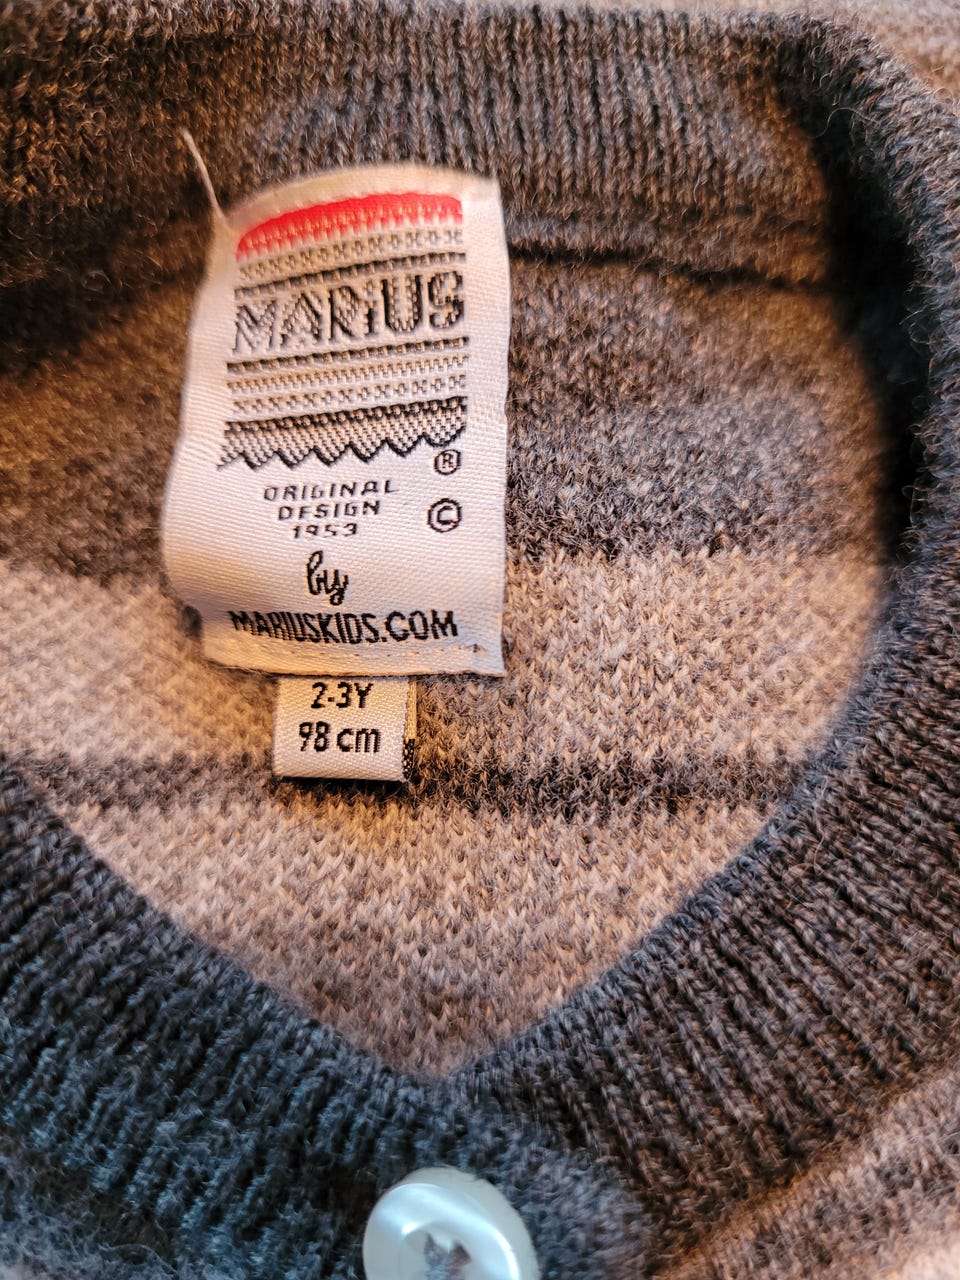 MARiUS
®
ORIGINAL
DESIGN
1953
©
by
MARIUSKIDS.COM
2-3Y
98 cm